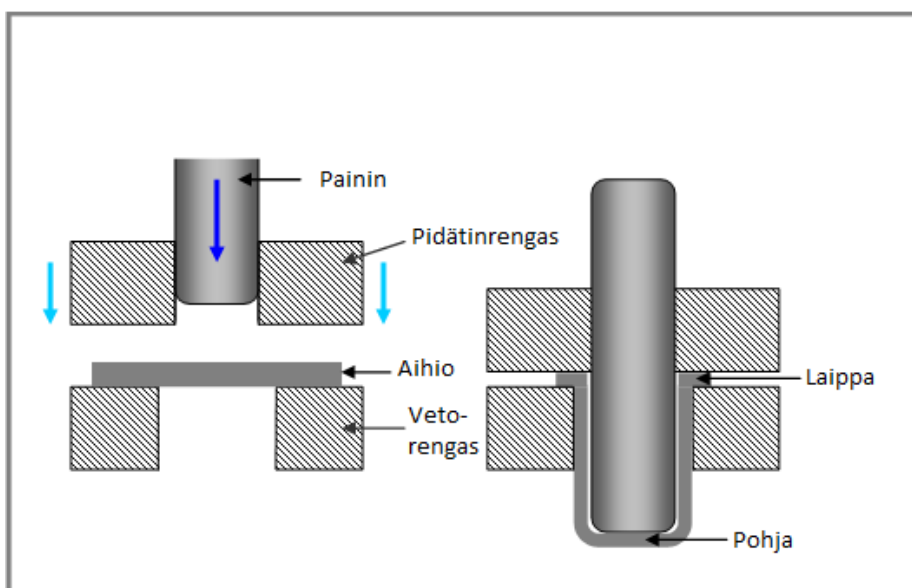 Painin
Pidätinrengas
Aihio
Veto-
rengas
Laippa
Pohja